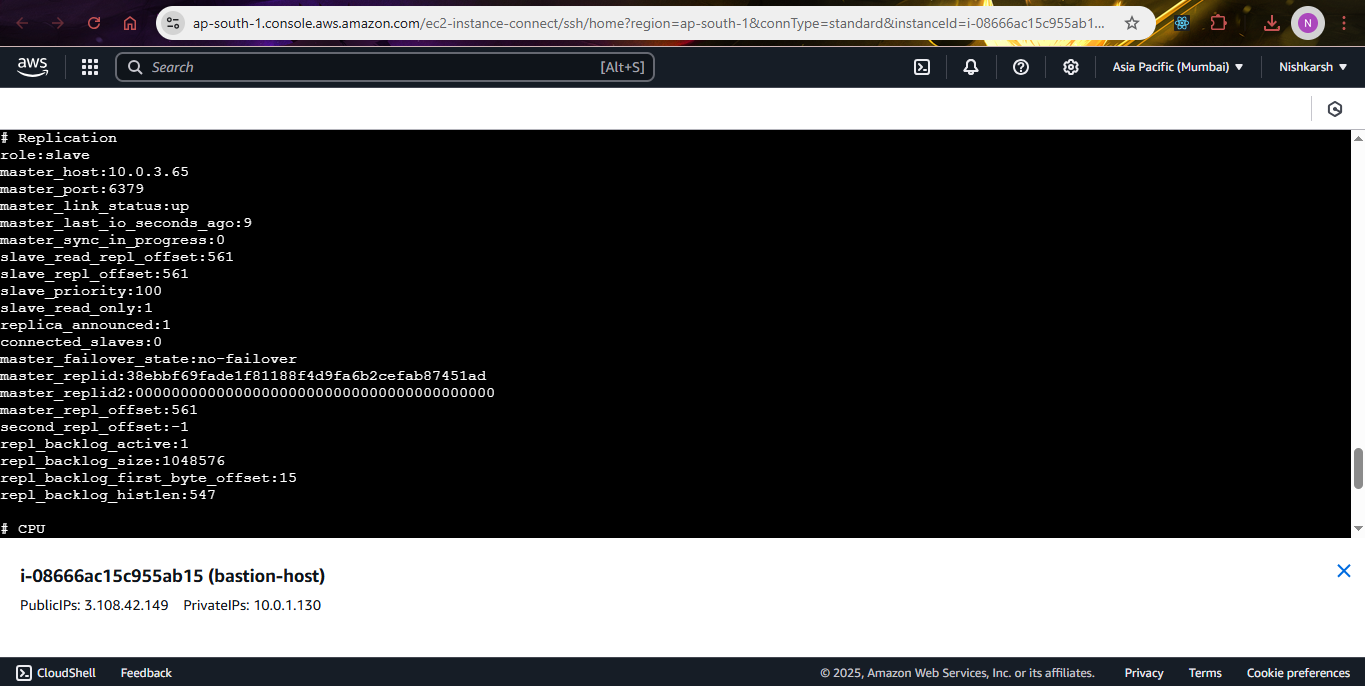 ap-south-1.console.aws.amazon.com/ec2-instance-connect/ssh/home?region=ap-south-1&connType=standard&instanceId=i-08666ac15c955ab1...
N
aws
Search
[Alt+S]
Asia Pacific (Mumbai)
Nishkarsh
# Replication
role:slave
master_host:10.0.3.65
master_port:6379
master_link_status:up
master_last_io_seconds_ago:9
master_sync_in_progress:0
slave_read_repl_offset:561
slave_repl_offset:561
slave_priority:100
slave_read_only:1
replica_announced:1
connected_slaves:0
master_failover_state:no-failover
master_replid:38ebbf69fade1f81188f4d9fa6b2cefab87451ad
master_replid2:0000000000000000000000000000000000000000
master_repl_offset:561
second_repl_offset:-1
repl_backlog_active:1
repl_backlog_size:1048576
repl_backlog_first_byte_offset:15
repl_backlog_histlen:547
# CPU
i-08666ac15c955ab15 (bastion-host)
PublicIPs: 3.108.42.149 PrivateIPs: 10.0.1.130
CloudShell Feedback © 2025, Amazon Web Services, Inc. or its affiliates. Privacy Terms Cookie preferences